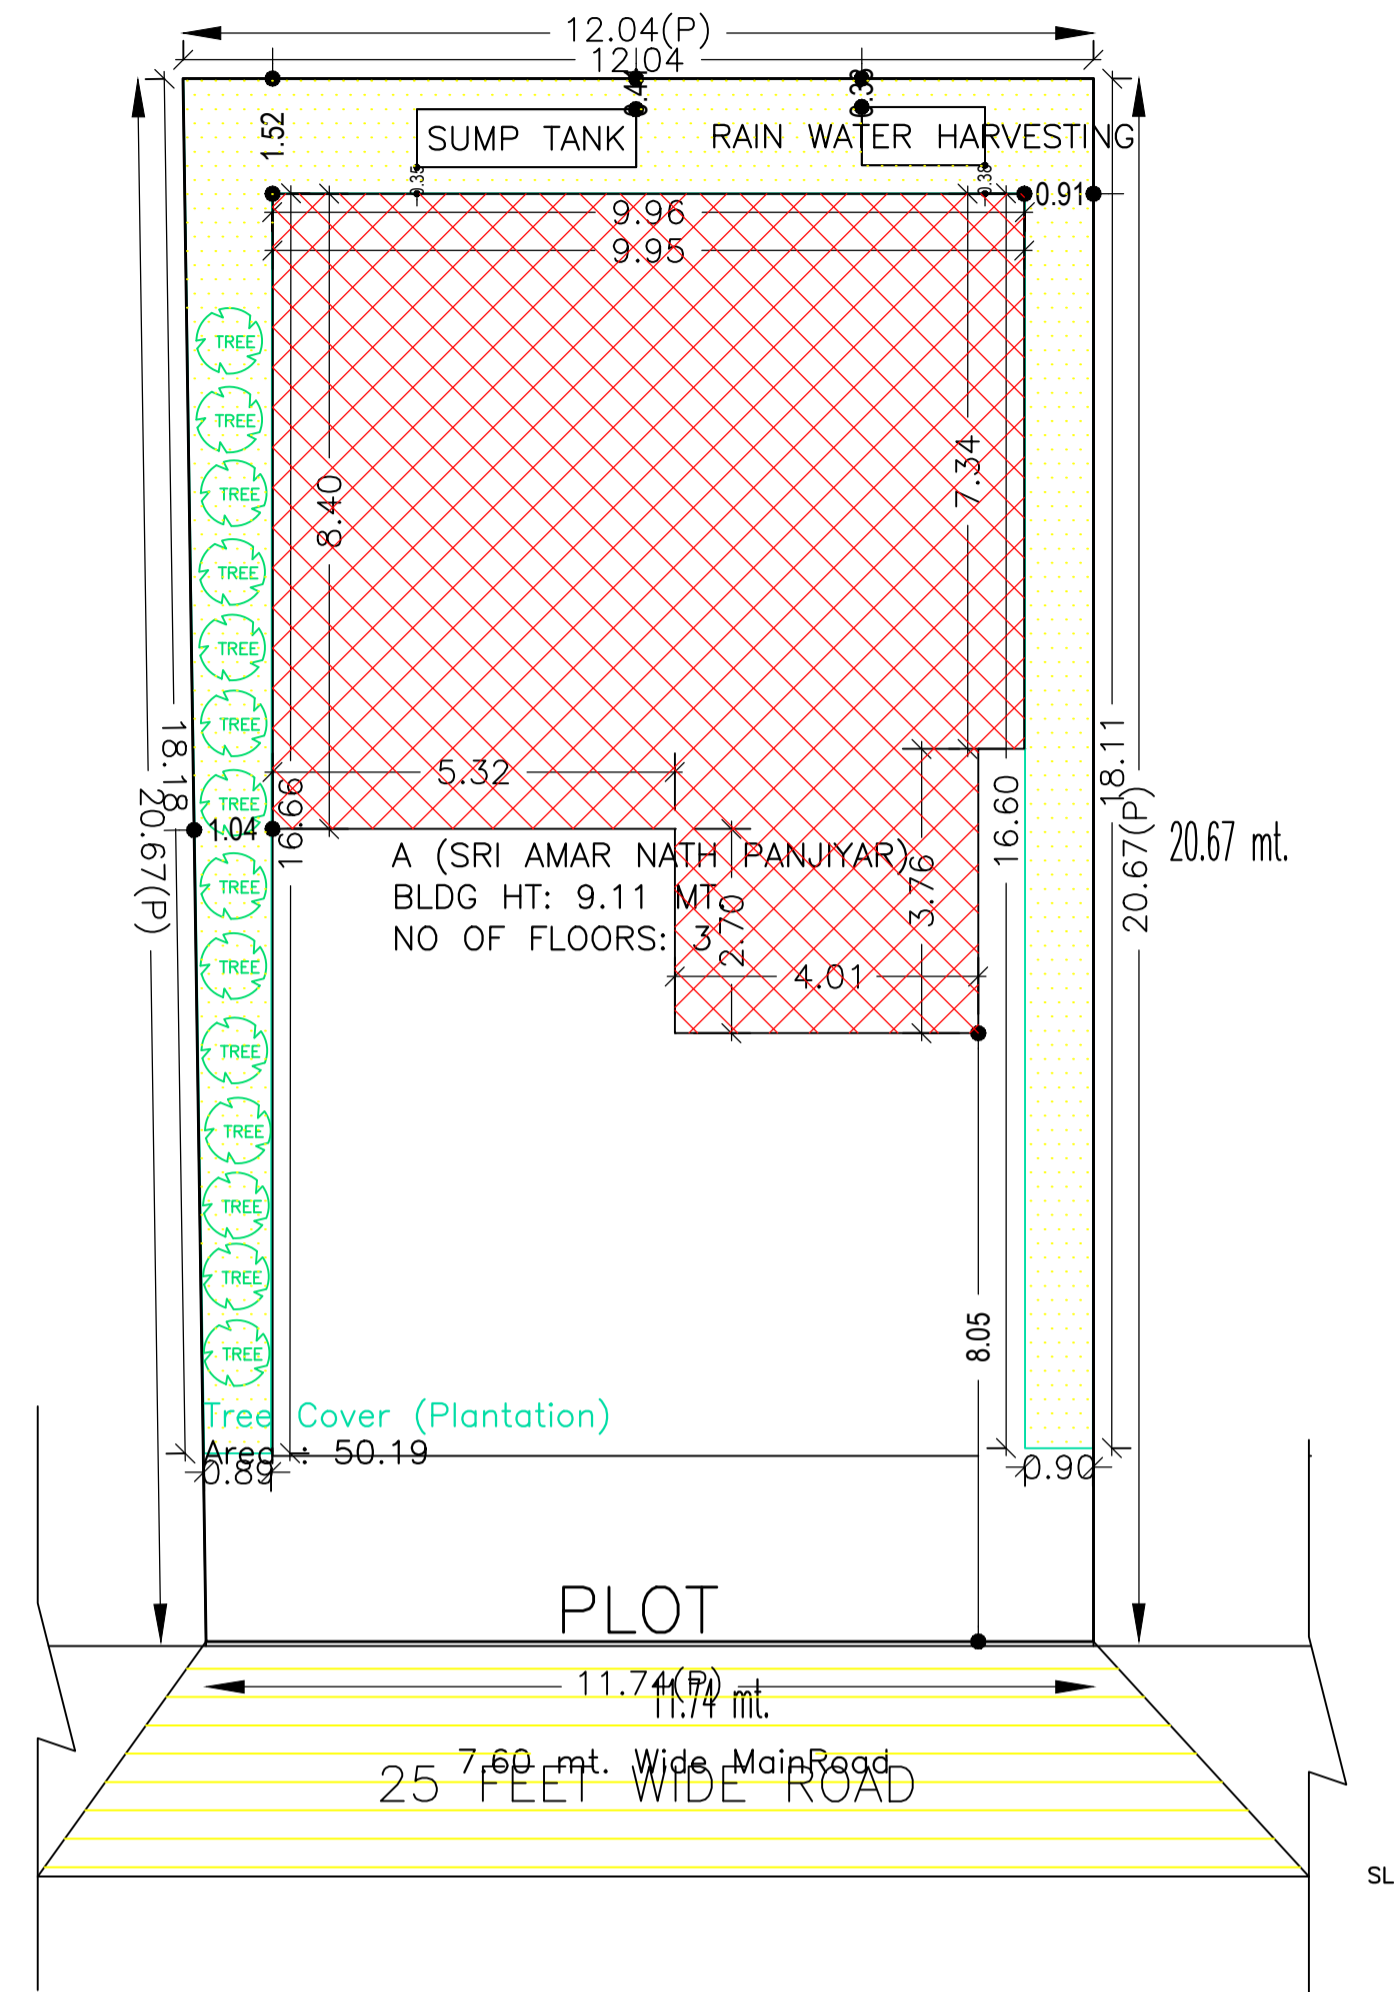 12.04(P)
12.04
1.52
SUMP TANK
RAIN WATER HARVESTING
0.35
0.38
0.91
9.96
9.95
TREE
TREE
TREE
TREE
TREE
TREE
TREE
TREE
TREE
TREE
TREE
TREE
TREE
TREE
8.40
7.34
18.18
20.67(P)
5.32
16.66
1.04
16.60
18.11
20.67(P)
20.67 mt.
A (SRI AMAR NATH PANJIYAR)
BLDG HT: 9.11 MT.
NO OF FLOORS: 3
2.70
3.76
4.01
8.05
Tree Cover (Plantation)
Area : 50.19
0.89
0.90
PLOT
11.74(P)
11.74 mt.
7.60 mt. Wide MainRoad
25 FEET WIDE ROAD
SL